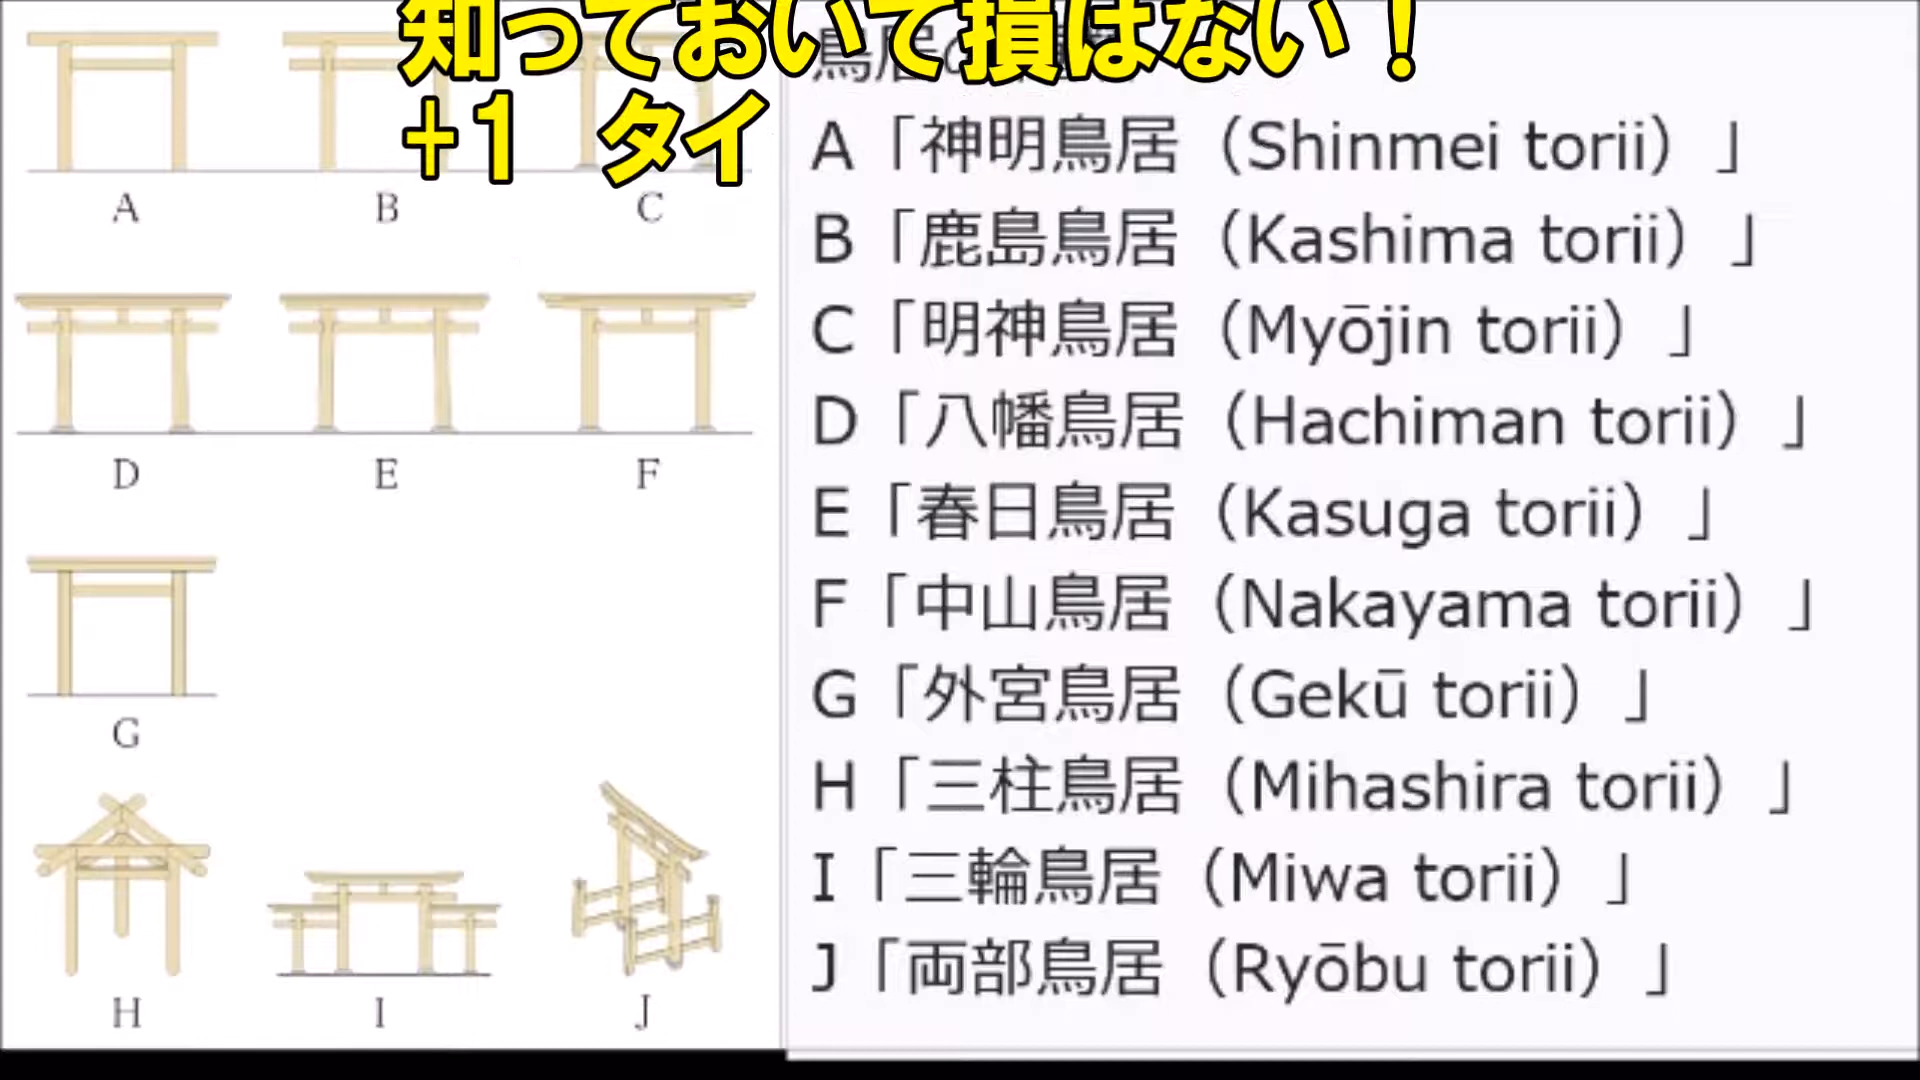 知っておいて損はない！
+1 タイ
鳥居
A「神明鳥居（Shinmei torii）」
B「鹿島鳥居（Kashima torii）」
C「明神鳥居（Myōjin torii）」
D「八幡鳥居（Hachiman torii）」
E「春日鳥居（Kasuga torii）」
F「中山鳥居（Nakayama torii）」
G「外宮鳥居（Gekū torii）」
H「三柱鳥居（Mihashira torii）」
I「三輪鳥居（Miwa torii）」
J「両部鳥居（Ryōbu torii）」
A B C
D E F
G
H I J